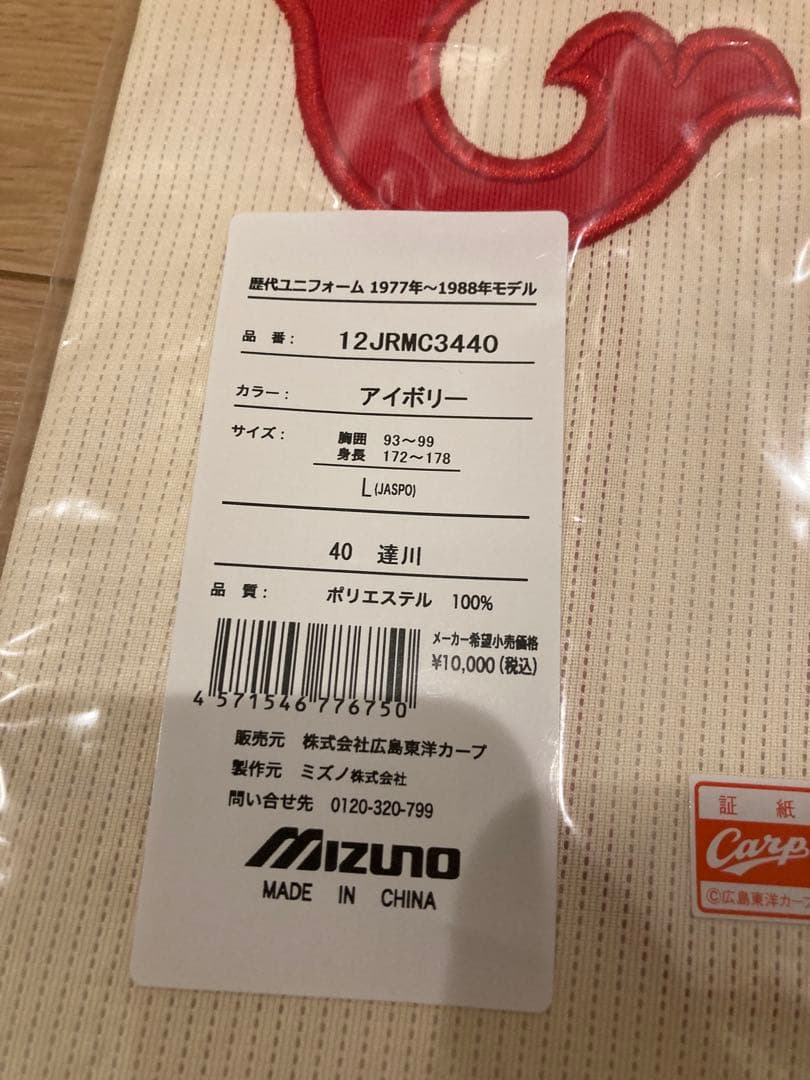 歴代ユニフォーム 1977年～1988年モデル
品 番: 12JRMC3440
カラー: アイボリー
サイズ: 胸囲 93～99
身長 172～178
L(JASPO)
40 達川
品 質: ポリエステル 100%
メーカー希望小売価格
¥10,000(税込)
4 571546 776750
販売元 株式会社広島東洋カープ
製作元 ミズノ株式会社
問い合せ先 0120-320-799
MIZUNO
MADE IN CHINA
証 紙
Carp
©広島東洋カープ